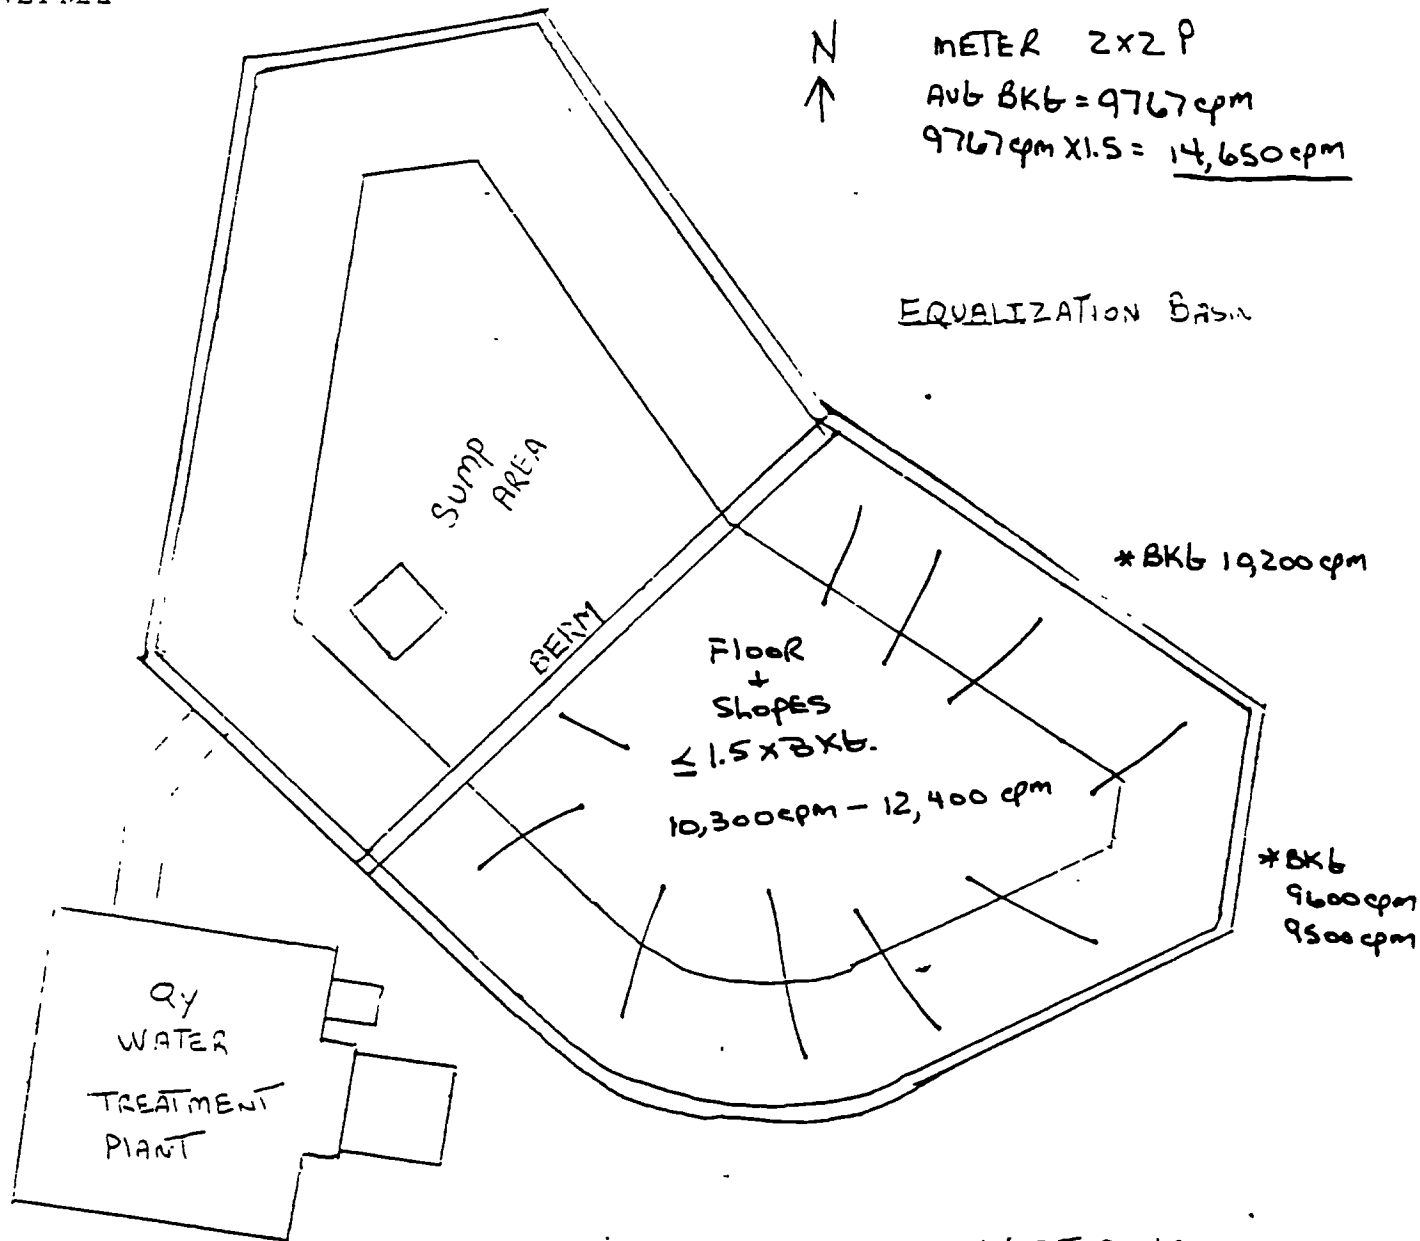 N
METER 2x2 P
AVG BKG = 9767 cpm
9767 cpm X1.5 = 14,650 cpm
EQUALIZATION BASIN
SUMP
AREA
* BKG 10,200 cpm
BERM
FLOOR
+
SLOPES
≤ 1.5 x BKG.
10,300 cpm - 12,400 cpm
* BKG
9600 cpm
9500 cpm
QY
WATER
TREATMENT
PLANT